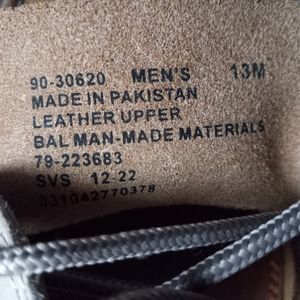 90-30620 MEN'S 13M
MADE IN PAKISTAN
LEATHER UPPER
BAL MAN-MADE MATERIALS
79-223683
SVS 12-22
031042770378